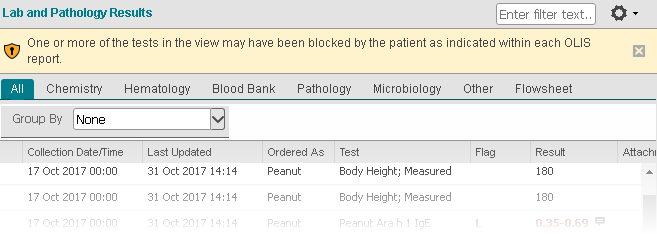 Lab and Pathology Results
Enter filter text..
One or more of the tests in the view may have been blocked by the patient as indicated within each OLIS
report.
All Chemistry Hematology Blood Bank Pathology Microbiology Other Flowsheet
Group By None
Collection Date/Time Last Updated Ordered As Test Flag Result Attachm
17 Oct 2017 00:00 31 Oct 2017 14:14 Peanut Body Height; Measured 180
17 Oct 2017 00:00 31 Oct 2017 14:14 Peanut Body Height; Measured 180
17 Oct 2017 00:00 31 Oct 2017 14:14 Peanut Peanut Ara h 1 IgE L 0.35-0.69